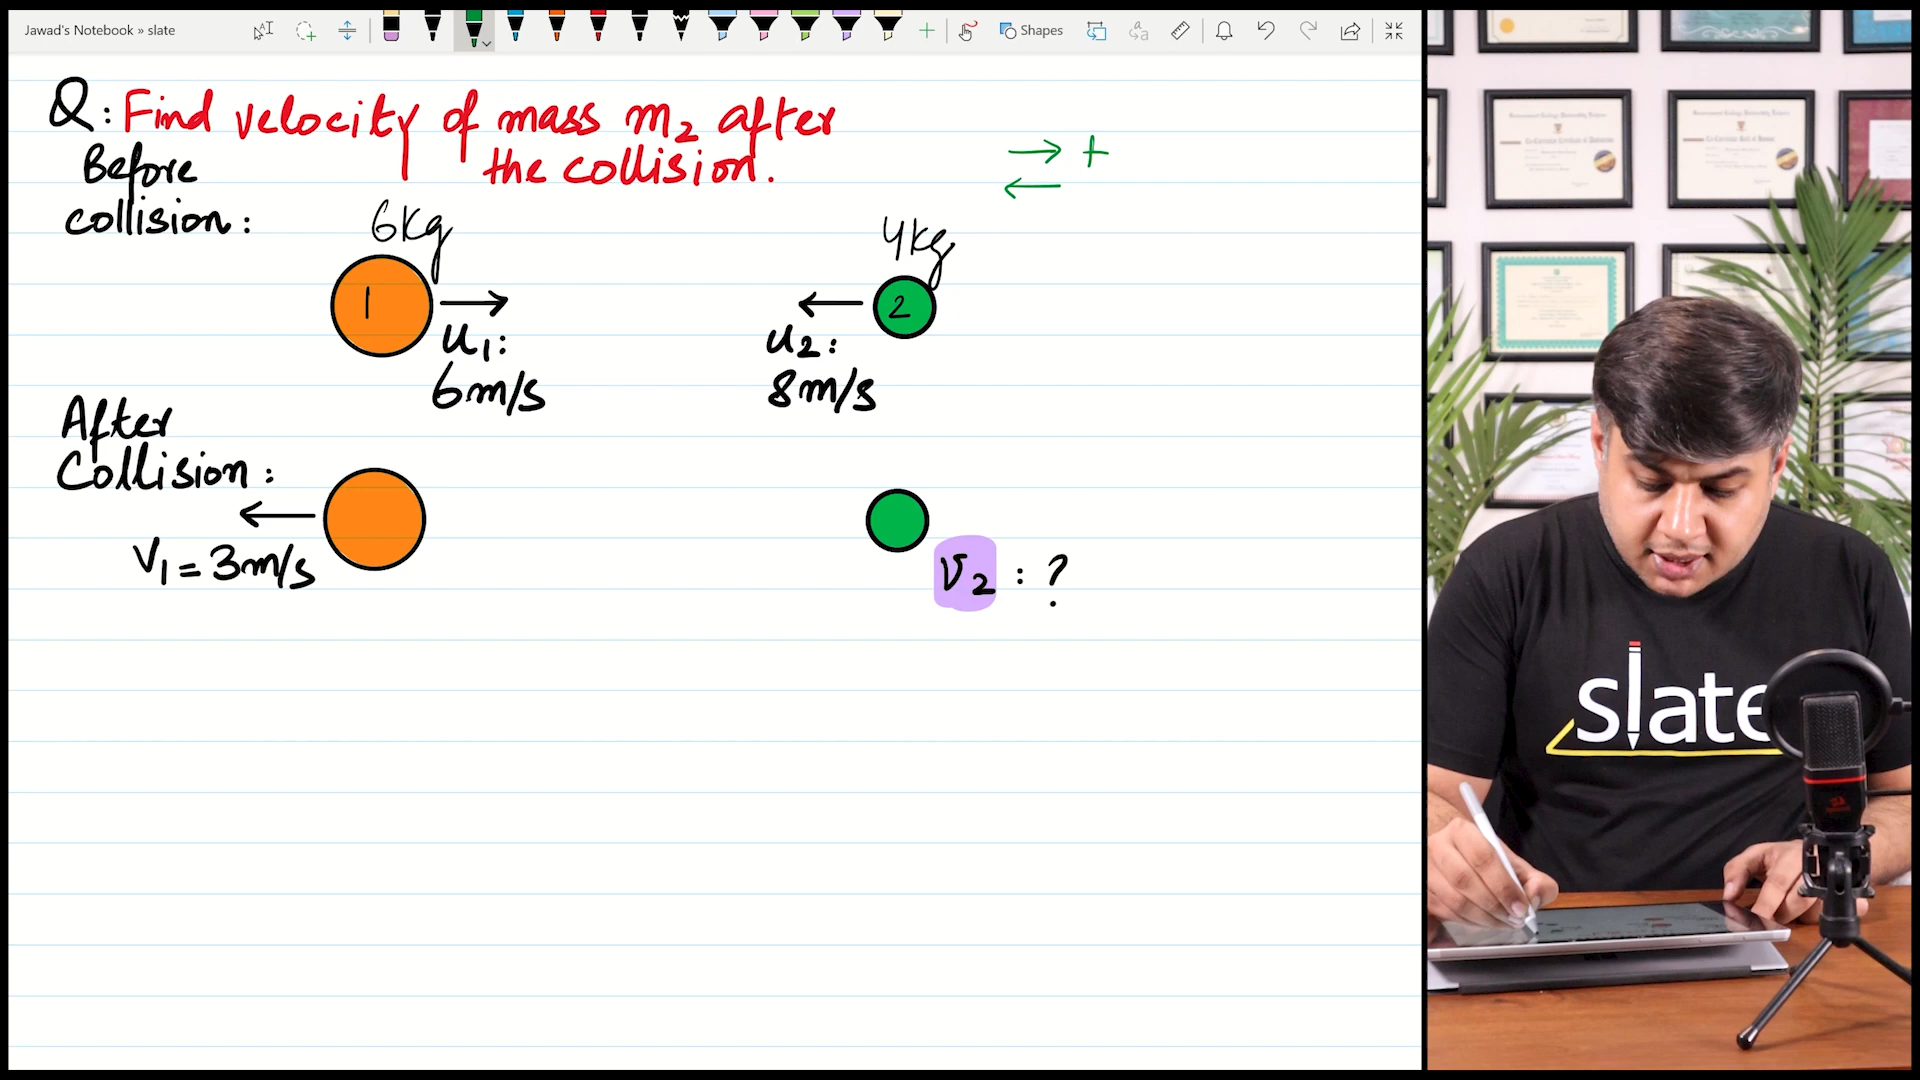 Jawad's Notebook » slate
Shapes
Q: Find velocity of mass m₂ after
the collision.
Before
collision:
→ +
←
6kg
4kg
1
2
u₁:
6m/s
u₂:
8m/s
After
Collision:
V₁ = 3m/s
V₂ : ?
slate